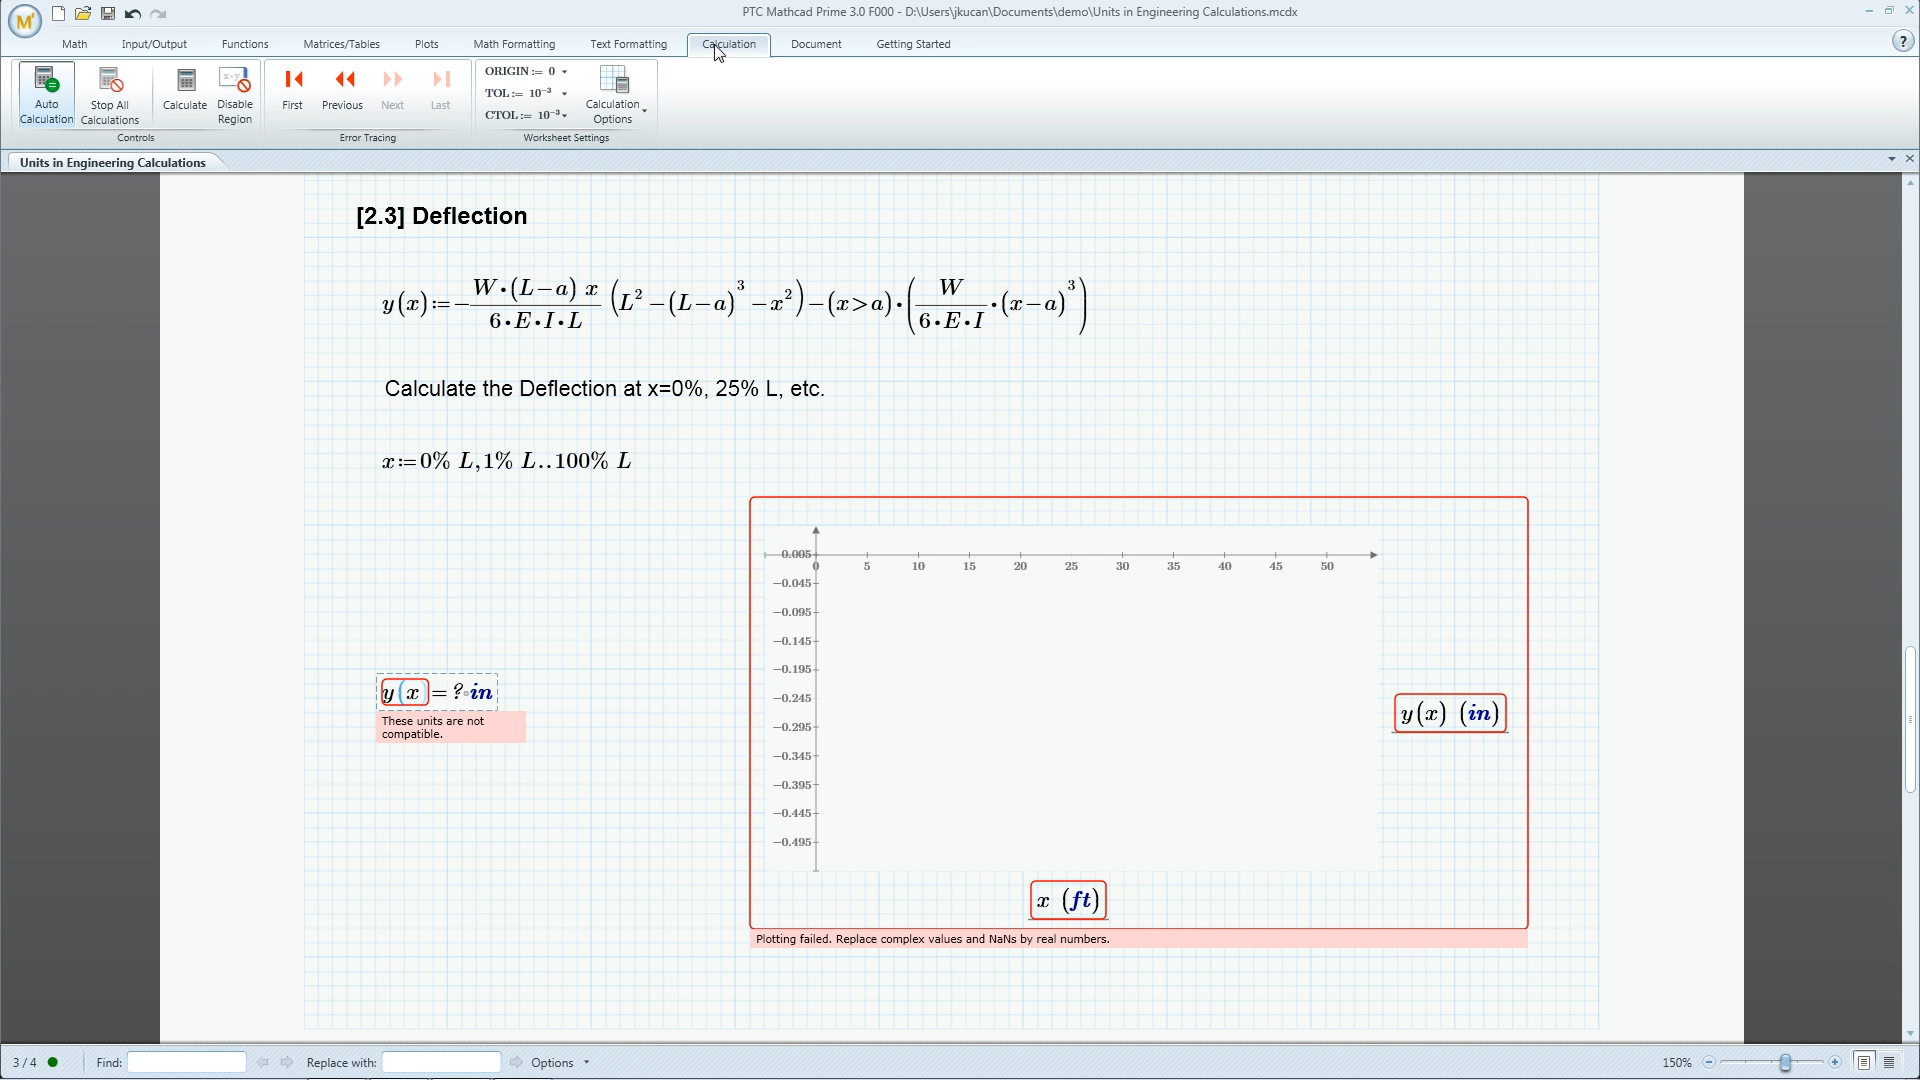 PTC Mathcad Prime 3.0 F000 - D:\Users\jkucan\Documents\demo\Units in Engineering Calculations.mcdx
Math Input/Output Functions Matrices/Tables Plots Math Formatting Text Formatting Calculation Document Getting Started
Auto Calculation
Stop All Calculations
Calculate
Disable Region
Controls
First
Previous
Next
Last
Error Tracing
ORIGIN:= 0
TOL:= 10⁻³
CTOL:= 10⁻³
Calculation Options
Worksheet Settings
Units in Engineering Calculations
[2.3] Deflection
y(x):=-W·(L-a) x/6·E·I·L (L²-(L-a)³-x²)-(x>a)·(W/6·E·I·(x-a)³)
Calculate the Deflection at x=0%, 25% L, etc.
x:=0% L,1% L..100% L
0.005
0 5 10 15 20 25 30 35 40 45 50
-0.045
-0.095
-0.145
-0.195
-0.245
-0.295
-0.345
-0.395
-0.445
-0.495
y(x)=?·in
These units are not
compatible.
y(x) (in)
x (ft)
Plotting failed. Replace complex values and NaNs by real numbers.
3 / 4 Find: Replace with: Options 150%